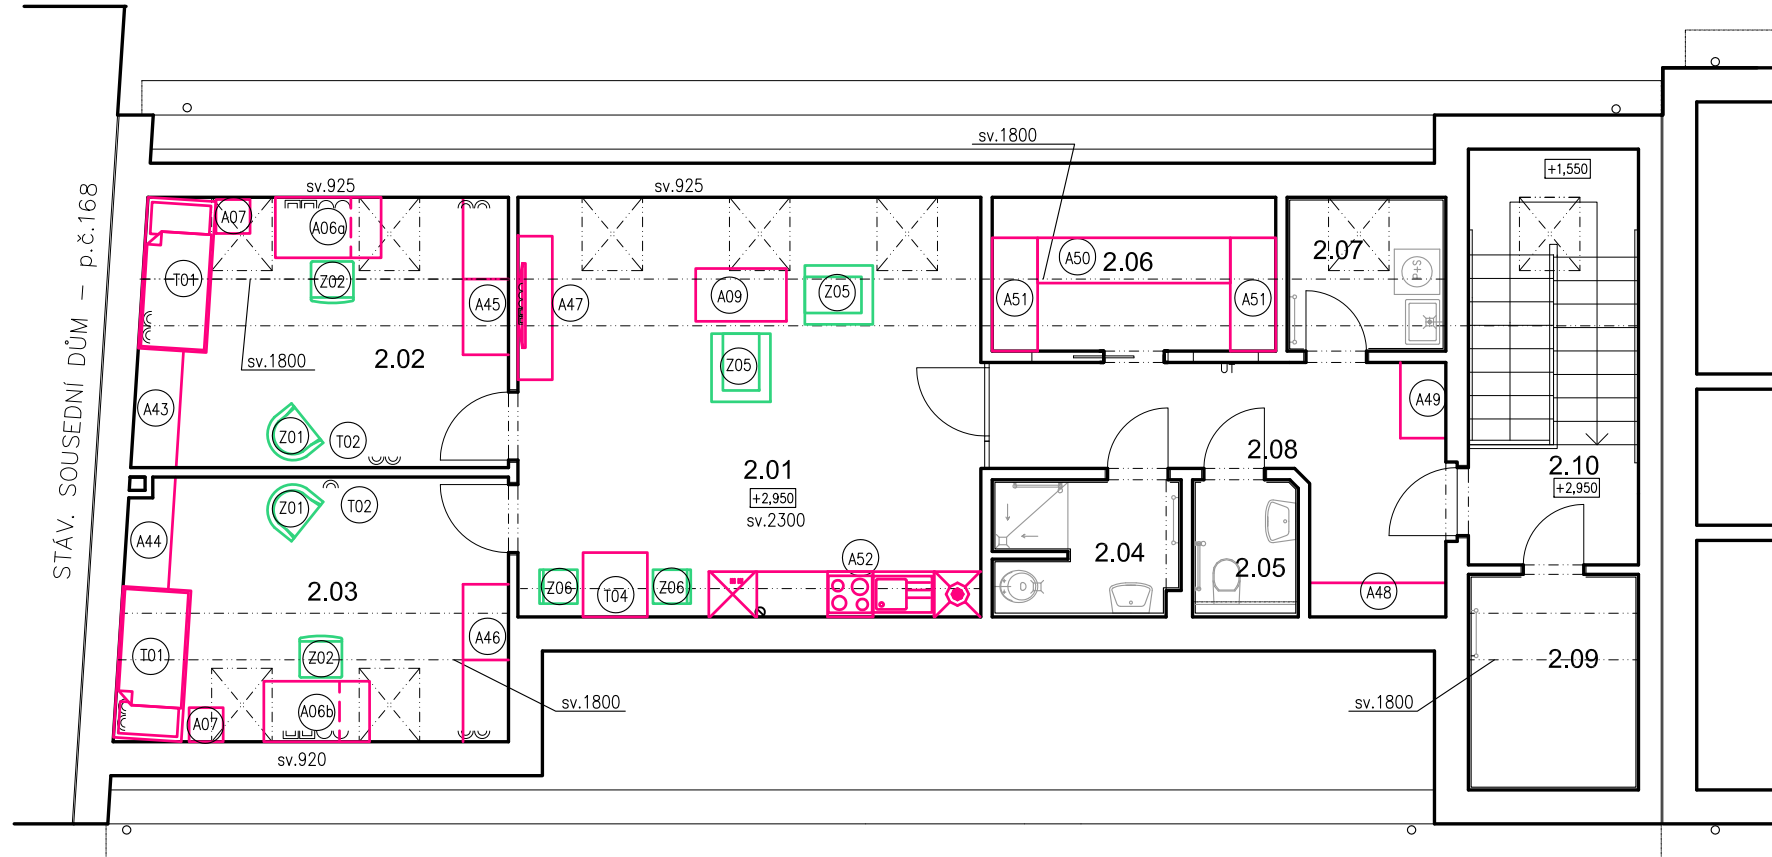 STÁV. SOUSEDNÍ DŮM – p.č.168
sv.1800
+1,550
sv.925
sv.925
A07
A06a
T01
Z02
A45
A47
A09
Z05
A50
2.06
2.07
P+S
A51
A51
sv.1800
2.02
Z05
UT
A43
A49
Z01
T02
2.01
2.08
2.10
+2,950
+2,950
sv.2300
Z01
T02
A44
2.04
2.05
A52
2.03
Z06
T04
Z06
A48
A46
T01
Z02
2.09
sv.1800
sv.1800
A07
A06b
sv.920